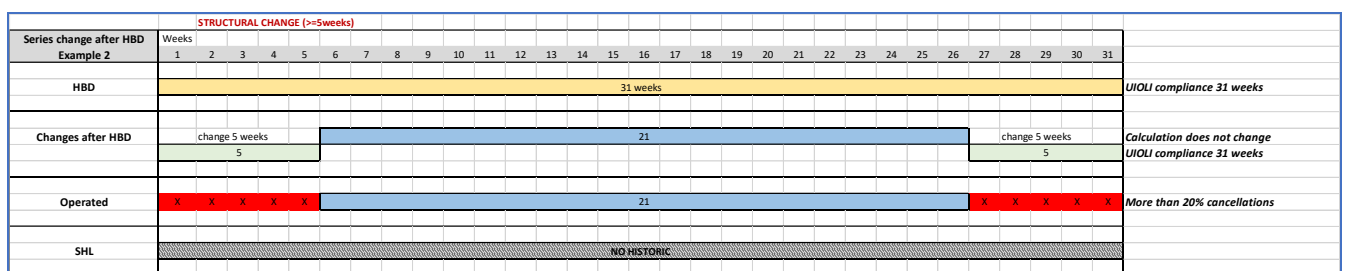 STRUCTURAL CHANGE (>=5weeks)
Series change after HBD Weeks
Example 2 1 2 3 4 5 6 7 8 9 10 11 12 13 14 15 16 17 18 19 20 21 22 23 24 25 26 27 28 29 30 31
HBD 31 weeks UIOLI compliance 31 weeks
Changes after HBD change 5 weeks 21 change 5 weeks Calculation does not change
5 5 UIOLI compliance 31 weeks
Operated X X X X X 21 X X X X X More than 20% cancellations
SHL NO HISTORIC